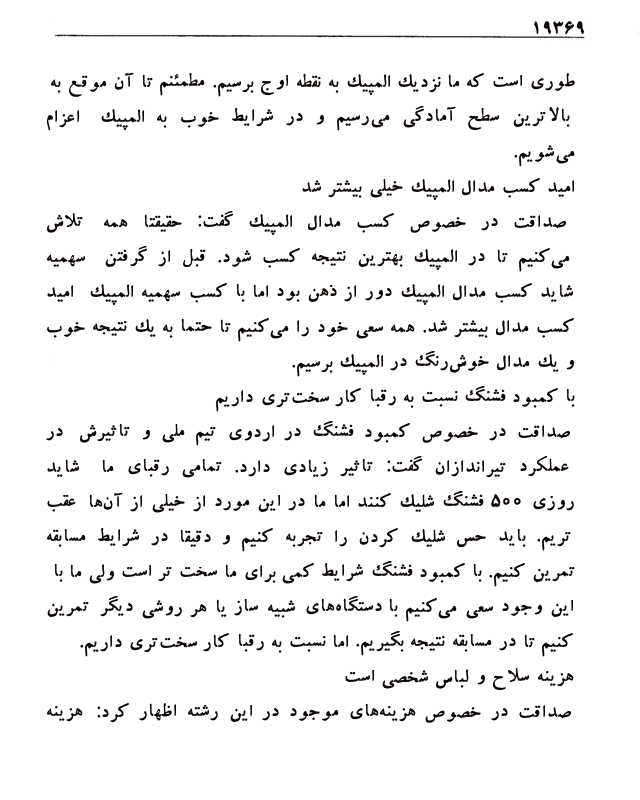 ۱۹۳۶۹
طوری است که ما نزدیك المپیك به نقطه اوج برسیم. مطمئنم تا آن موقع به
بالاترین سطح آمادگی می‌رسیم و در شرایط خوب به المپیك اعزام
می‌شویم.
امید کسب مدال المپیك خیلی بیشتر شد
صداقت در خصوص کسب مدال المپیك گفت: حقیقتا همه تلاش
می‌کنیم تا در المپیك بهترین نتیجه کسب شود. قبل از گرفتن سهمیه
شاید کسب مدال المپیك دور از ذهن بود اما با کسب سهمیه المپیك امید
کسب مدال بیشتر شد. همه سعی خود را می‌کنیم تا حتما به یك نتیجه خوب
و یك مدال خوش‌رنگ در المپیك برسیم.
با کمبود فشنگ نسبت به رقبا کار سخت‌تری داریم
صداقت در خصوص کمبود فشنگ در اردوی تیم ملی و تاثیرش در
عملکرد تیراندازان گفت: تاثیر زیادی دارد. تمامی رقبای ما شاید
روزی ۵۰۰ فشنگ شلیك کنند اما ما در این مورد از خیلی از آن‌ها عقب
تریم. باید حس شلیك کردن را تجربه کنیم و دقیقا در شرایط مسابقه
تمرین کنیم. با کمبود فشنگ شرایط کمی برای ما سخت تر است ولی ما با
این وجود سعی می‌کنیم با دستگاه‌های شبیه ساز یا هر روشی دیگر تمرین
کنیم تا در مسابقه نتیجه بگیریم. اما نسبت به رقبا کار سخت‌تری داریم.
هزینه سلاح و لباس شخصی است
صداقت در خصوص هزینه‌های موجود در این رشته اظهار کرد: هزینه